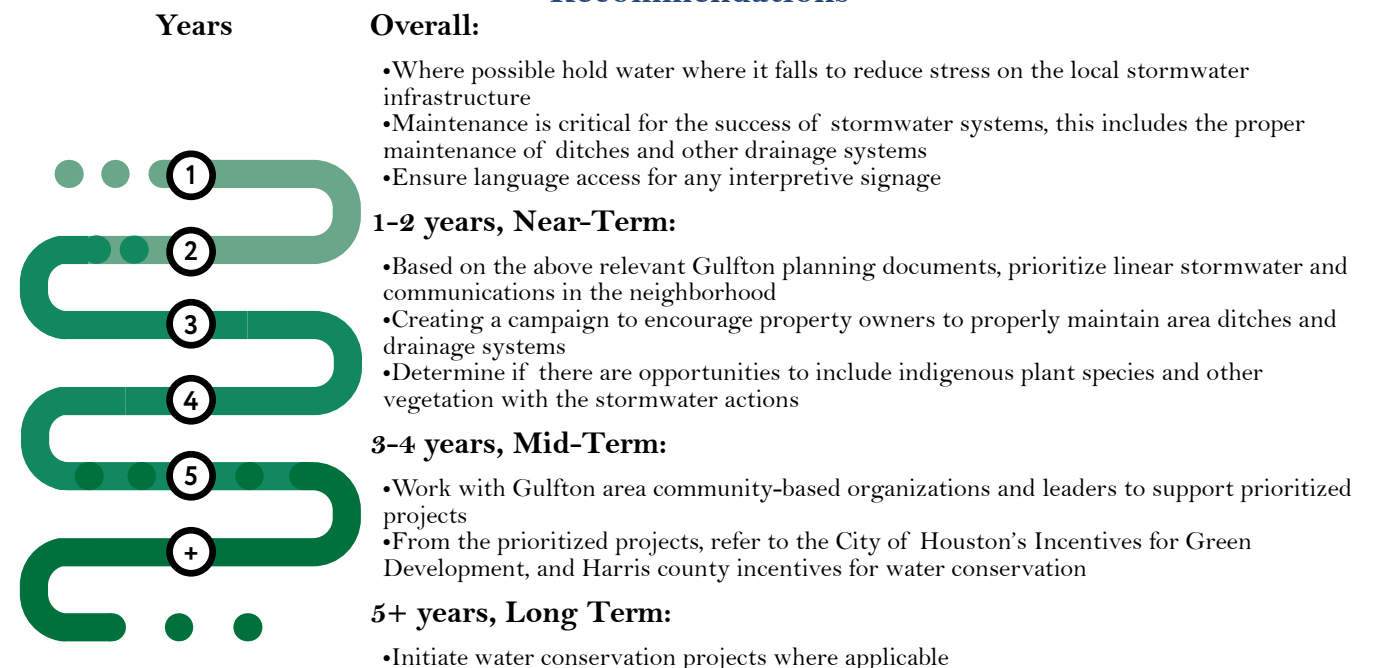 Recommendations
Years
Overall:
•Where possible hold water where it falls to reduce stress on the local stormwater
infrastructure
•Maintenance is critical for the success of stormwater systems, this includes the proper
maintenance of ditches and other drainage systems
•Ensure language access for any interpretive signage
1
2
3
4
5
+
1-2 years, Near-Term:
•Based on the above relevant Gulfton planning documents, prioritize linear stormwater and
communications in the neighborhood
•Creating a campaign to encourage property owners to properly maintain area ditches and
drainage systems
•Determine if there are opportunities to include indigenous plant species and other
vegetation with the stormwater actions
3-4 years, Mid-Term:
•Work with Gulfton area community-based organizations and leaders to support prioritized
projects
•From the prioritized projects, refer to the City of Houston's Incentives for Green
Development, and Harris county incentives for water conservation
5+ years, Long Term:
•Initiate water conservation projects where applicable